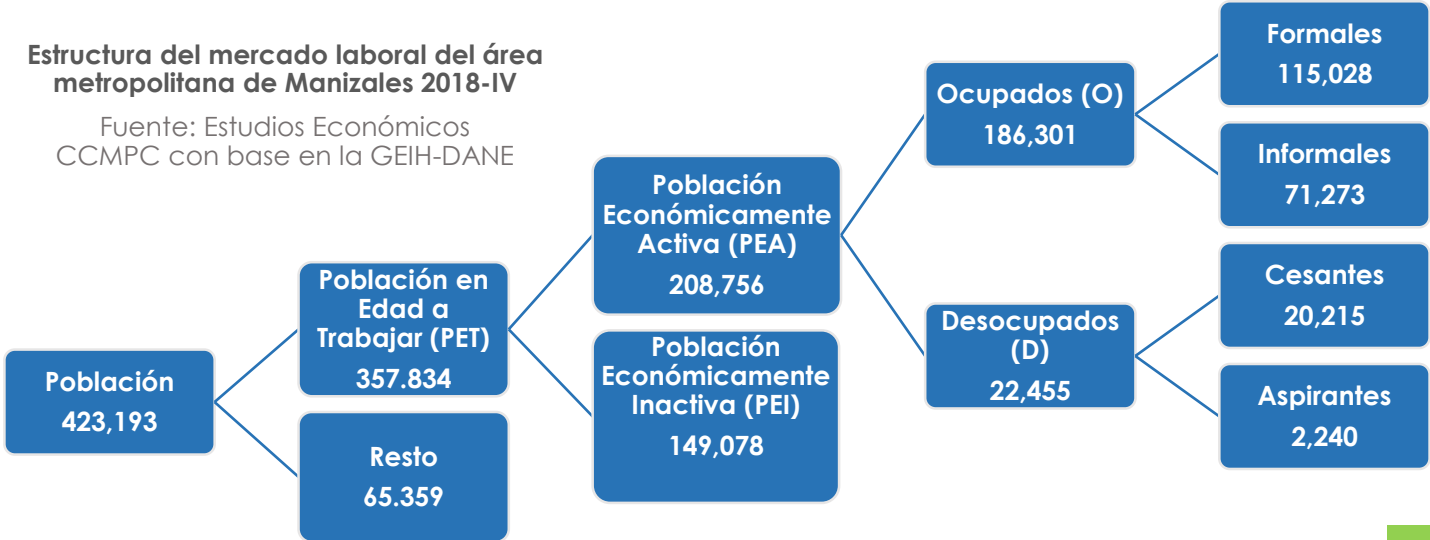 Estructura del mercado laboral del área
metropolitana de Manizales 2018-IV
Fuente: Estudios Económicos
CCMPC con base en la GEIH-DANE
Población
423,193
Población en
Edad a
Trabajar (PET)
357.834
Resto
65.359
Población
Económicamente
Activa (PEA)
208,756
Población
Económicamente
Inactiva (PEI)
149,078
Ocupados (O)
186,301
Desocupados
(D)
22,455
Formales
115,028
Informales
71,273
Cesantes
20,215
Aspirantes
2,240